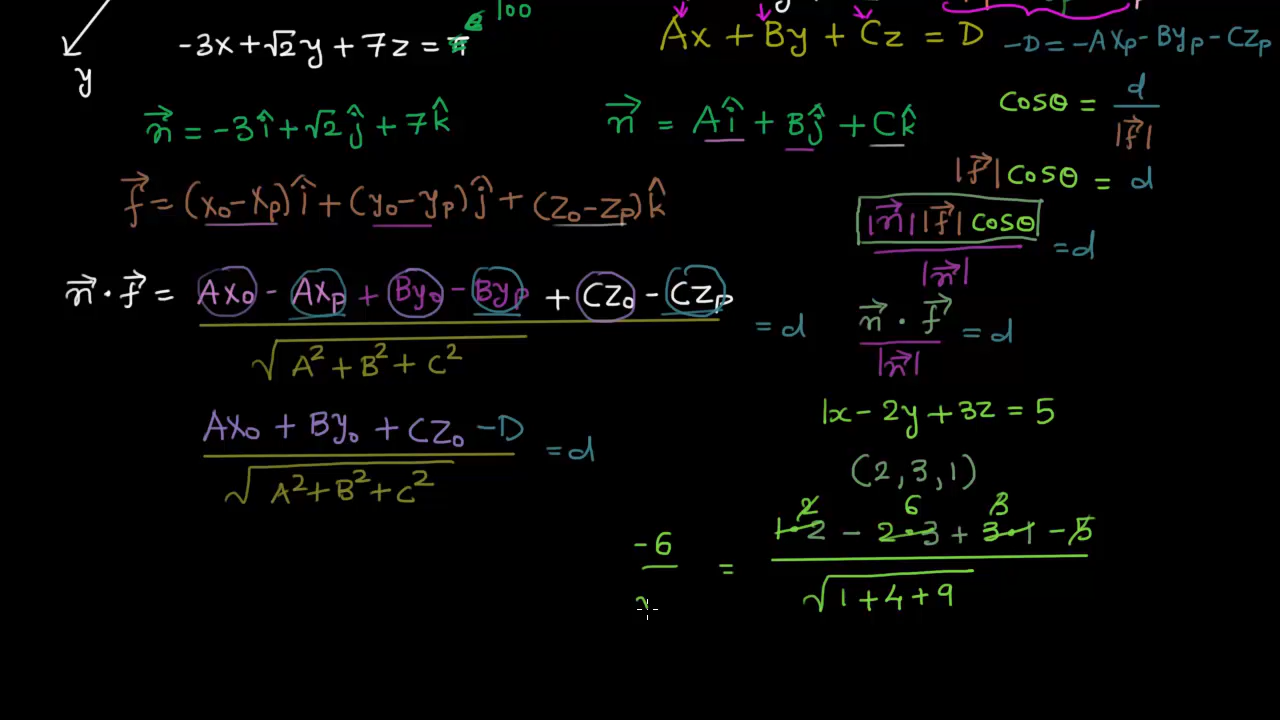 100
-3x + √2y + 7z = π
y
Ax + By + Cz = D
-D = -Axₚ - Byₚ - Czₚ
n⃗ = -3î + √2ĵ + 7k̂
n⃗ = Aî + Bĵ + Ck̂
cosθ = d / |f⃗|
f⃗ = (x₀ - xₚ)î + (y₀ - yₚ)ĵ + (z₀ - zₚ)k̂
|f⃗| cosθ = d
|n⃗||f⃗| cosθ / |n⃗| = d
n⃗ · f⃗ = Ax₀ - Axₚ + By₀ - Byₚ + Cz₀ - Czₚ / √A² + B² + C² = d
n⃗ · f⃗ / |n⃗| = d
Ax₀ + By₀ + Cz₀ - D / √A² + B² + C² = d
1x - 2y + 3z = 5
(2, 3, 1)
2 6 3
-6 = 1·2 - 2·3 + 3·1 - 5 / √1 + 4 + 9